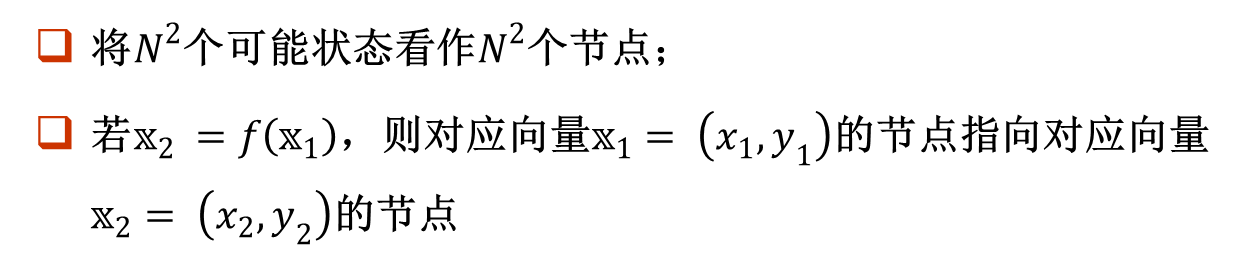 将𝑁²个可能状态看作𝑁²个节点；
若𝕩₂ = 𝑓(𝕩₁)，则对应向量𝕩₁ = (𝑥₁,𝑦₁)的节点指向对应向量
𝕩₂ = (𝑥₂,𝑦₂)的节点